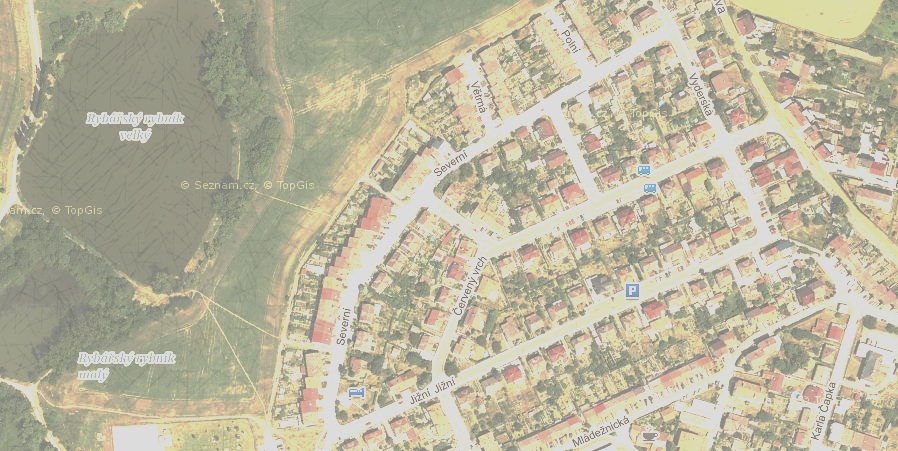 Polní
Větrná
Vyderská
Rybářský rybník
velký
Severní
© Seznam.cz, © TopGis
© TopGis
Červený vrch
P
Severní
Rybářský rybník
malý
Jižní Jižní
Karla Čapka
Mládežnická